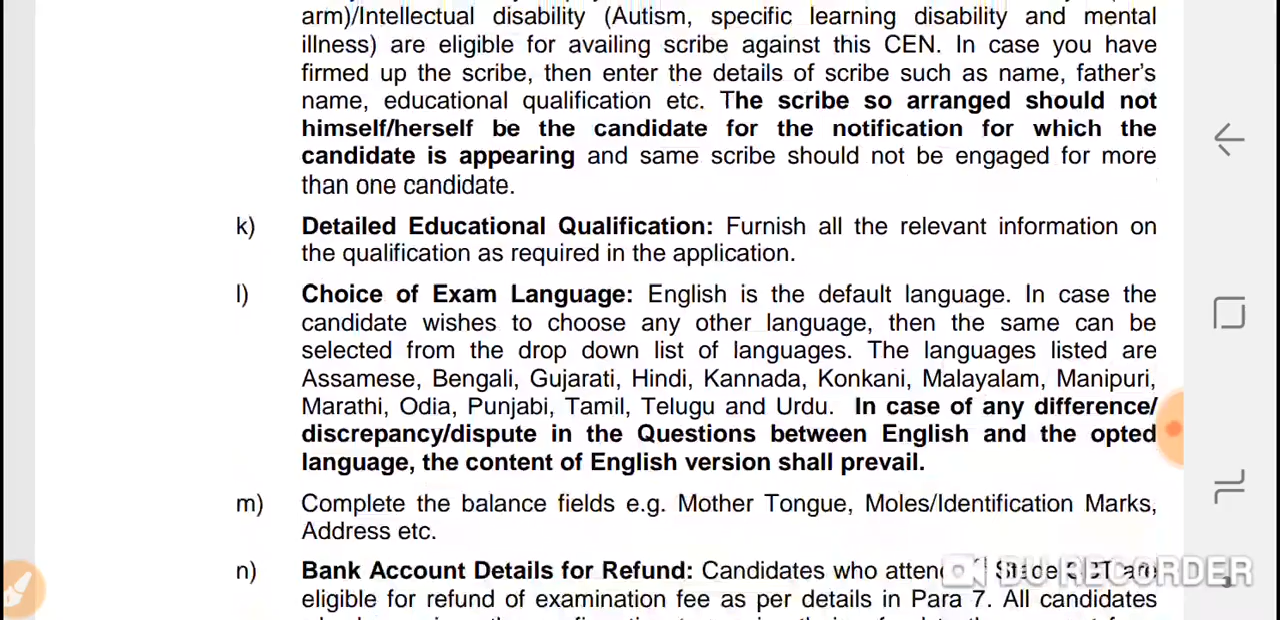 arm)/Intellectual disability (Autism, specific learning disability and mental
illness) are eligible for availing scribe against this CEN. In case you have
firmed up the scribe, then enter the details of scribe such as name, father's
name, educational qualification etc. The scribe so arranged should not
himself/herself be the candidate for the notification for which the
candidate is appearing and same scribe should not be engaged for more
than one candidate.
k) Detailed Educational Qualification: Furnish all the relevant information on
the qualification as required in the application.
l) Choice of Exam Language: English is the default language. In case the
candidate wishes to choose any other language, then the same can be
selected from the drop down list of languages. The languages listed are
Assamese, Bengali, Gujarati, Hindi, Kannada, Konkani, Malayalam, Manipuri,
Marathi, Odia, Punjabi, Tamil, Telugu and Urdu. In case of any difference/
discrepancy/dispute in the Questions between English and the opted
language, the content of English version shall prevail.
m) Complete the balance fields e.g. Mother Tongue, Moles/Identification Marks,
Address etc.
n) Bank Account Details for Refund: Candidates who
DU RECORDER
eligible for refund of examination fee as per details in Para 7. All candidates